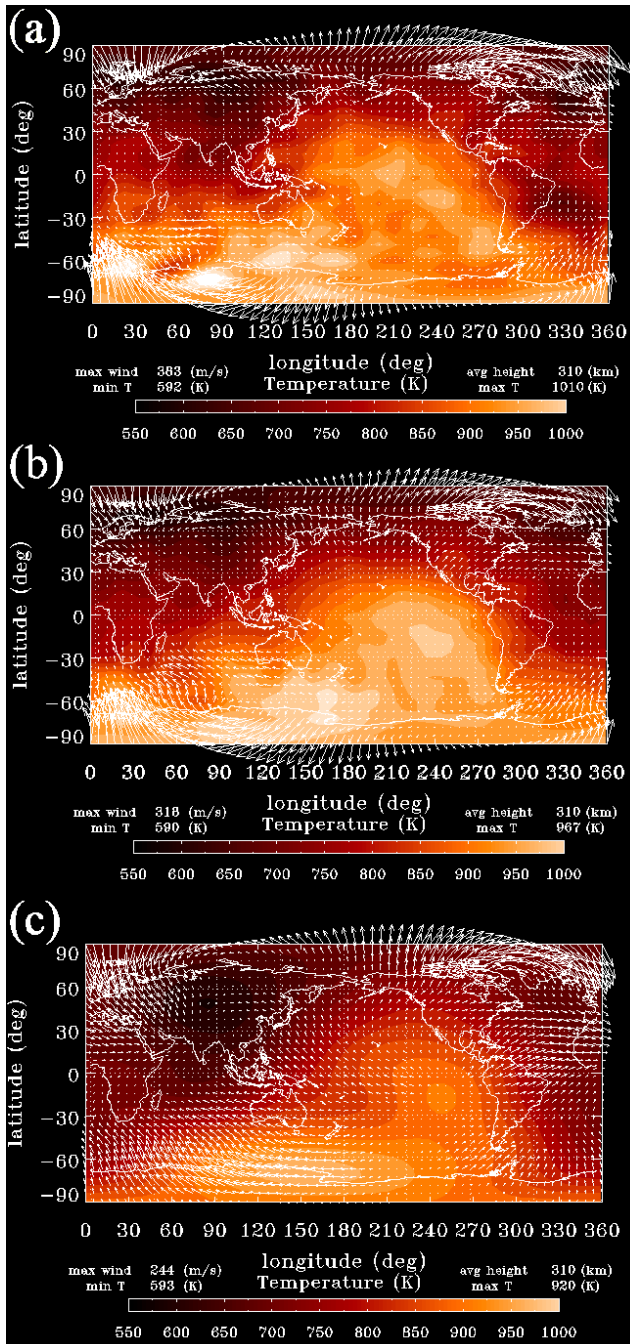 (a)
90
60
30
0
−30
−60
−90
latitude (deg)
0 30 60 90 120 150 180 210 240 270 300 330 360
longitude (deg)
max wind 383 (m/s) Temperature (K) avg height 310 (km)
min T 592 (K) max T 1010 (K)
550 600 650 700 750 800 850 900 950 1000
(b)
90
60
30
0
−30
−60
−90
latitude (deg)
0 30 60 90 120 150 180 210 240 270 300 330 360
longitude (deg)
max wind 318 (m/s) Temperature (K) avg height 310 (km)
min T 590 (K) max T 967 (K)
550 600 650 700 750 800 850 900 950 1000
(c)
90
60
30
0
−30
−60
−90
latitude (deg)
0 30 60 90 120 150 180 210 240 270 300 330 360
longitude (deg)
max wind 244 (m/s) Temperature (K) avg height 310 (km)
min T 593 (K) max T 920 (K)
550 600 650 700 750 800 850 900 950 1000